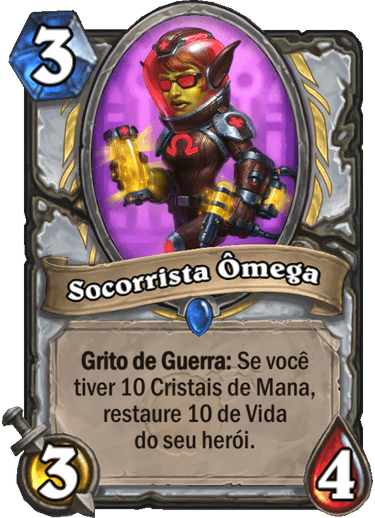 3
Socorrista Ômega
Grito de Guerra: Se você
tiver 10 Cristais de Mana,
restaure 10 de Vida
do seu herói.
3
4